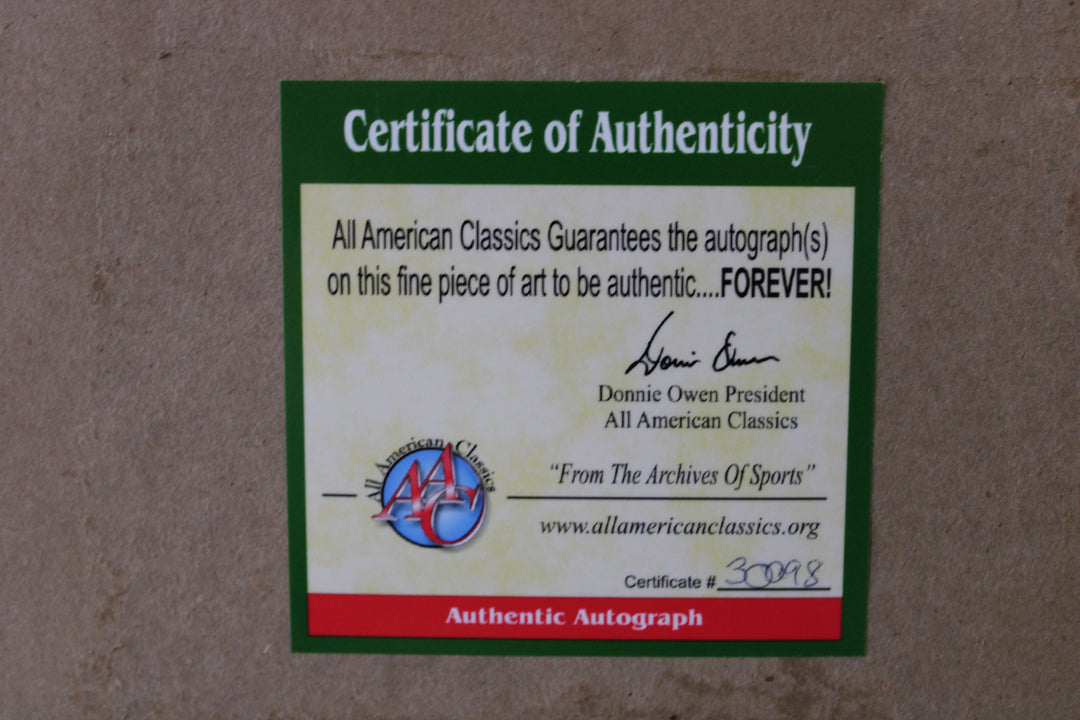 Certificate of Authenticity
All American Classics Guarantees the autograph(s)
on this fine piece of art to be authentic....FOREVER!
Donnie Owen
Donnie Owen President
All American Classics
All American Classics
AAC
"From The Archives Of Sports"
www.allamericanclassics.org
Certificate # 30098
Authentic Autograph